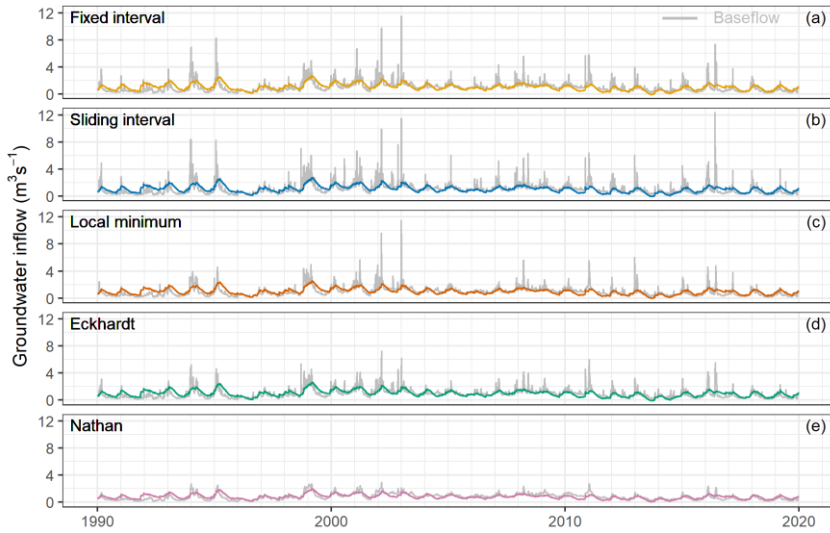 Groundwater inflow (m³s⁻¹)
Fixed interval
Baseflow
(a)
12
8
4
0
Sliding interval
(b)
12
8
4
0
Local minimum
(c)
12
8
4
0
Eckhardt
(d)
12
8
4
0
Nathan
(e)
12
8
4
0
1990
2000
2010
2020